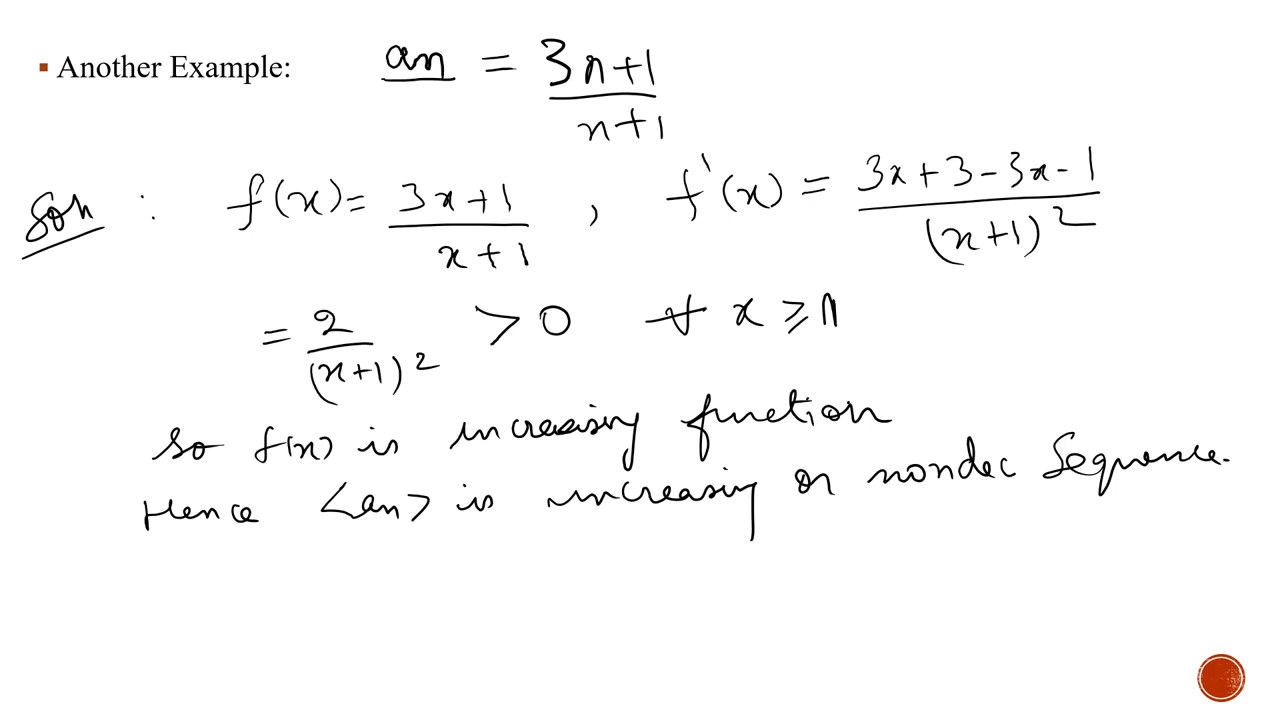 ▪ Another Example: an = 3n+1 / n+1
Soln : f(x) = 3x+1 / x+1 , f'(x) = 3x+3-3x-1 / (x+1)²
= 2 / (x+1)² > 0 ∀ x ≥ 1
so f(x) is increasing function
Hence <an> is increasing or nondec Sequence.